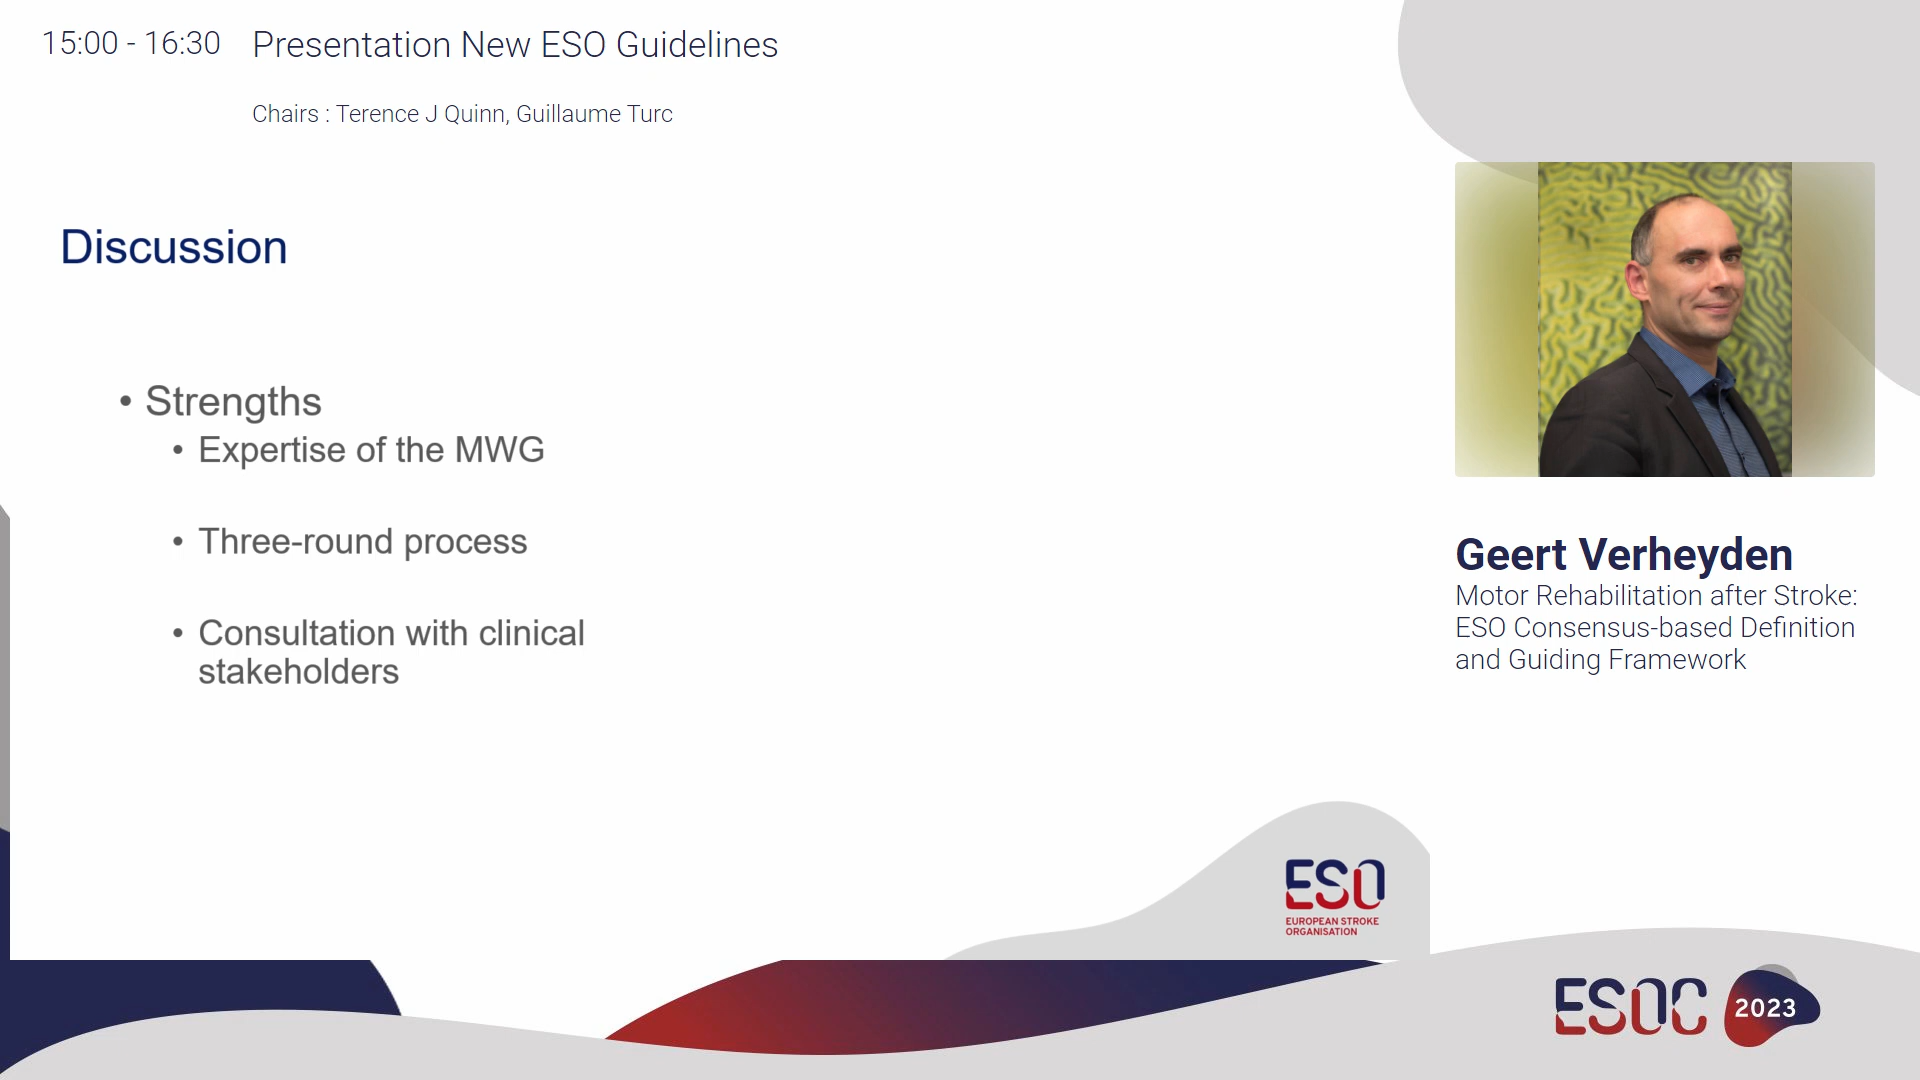 15:00 - 16:30 Presentation New ESO Guidelines
Chairs : Terence J Quinn, Guillaume Turc
Discussion
• Strengths
• Expertise of the MWG
• Three-round process
• Consultation with clinical
stakeholders
Geert Verheyden
Motor Rehabilitation after Stroke:
ESO Consensus-based Definition
and Guiding Framework
ESO
EUROPEAN STROKE
ORGANISATION
ESOC 2023